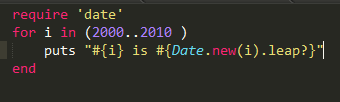 require 'date'
for i in (2000..2010 )
    puts "#{i} is #{Date.new(i).leap?}"
end